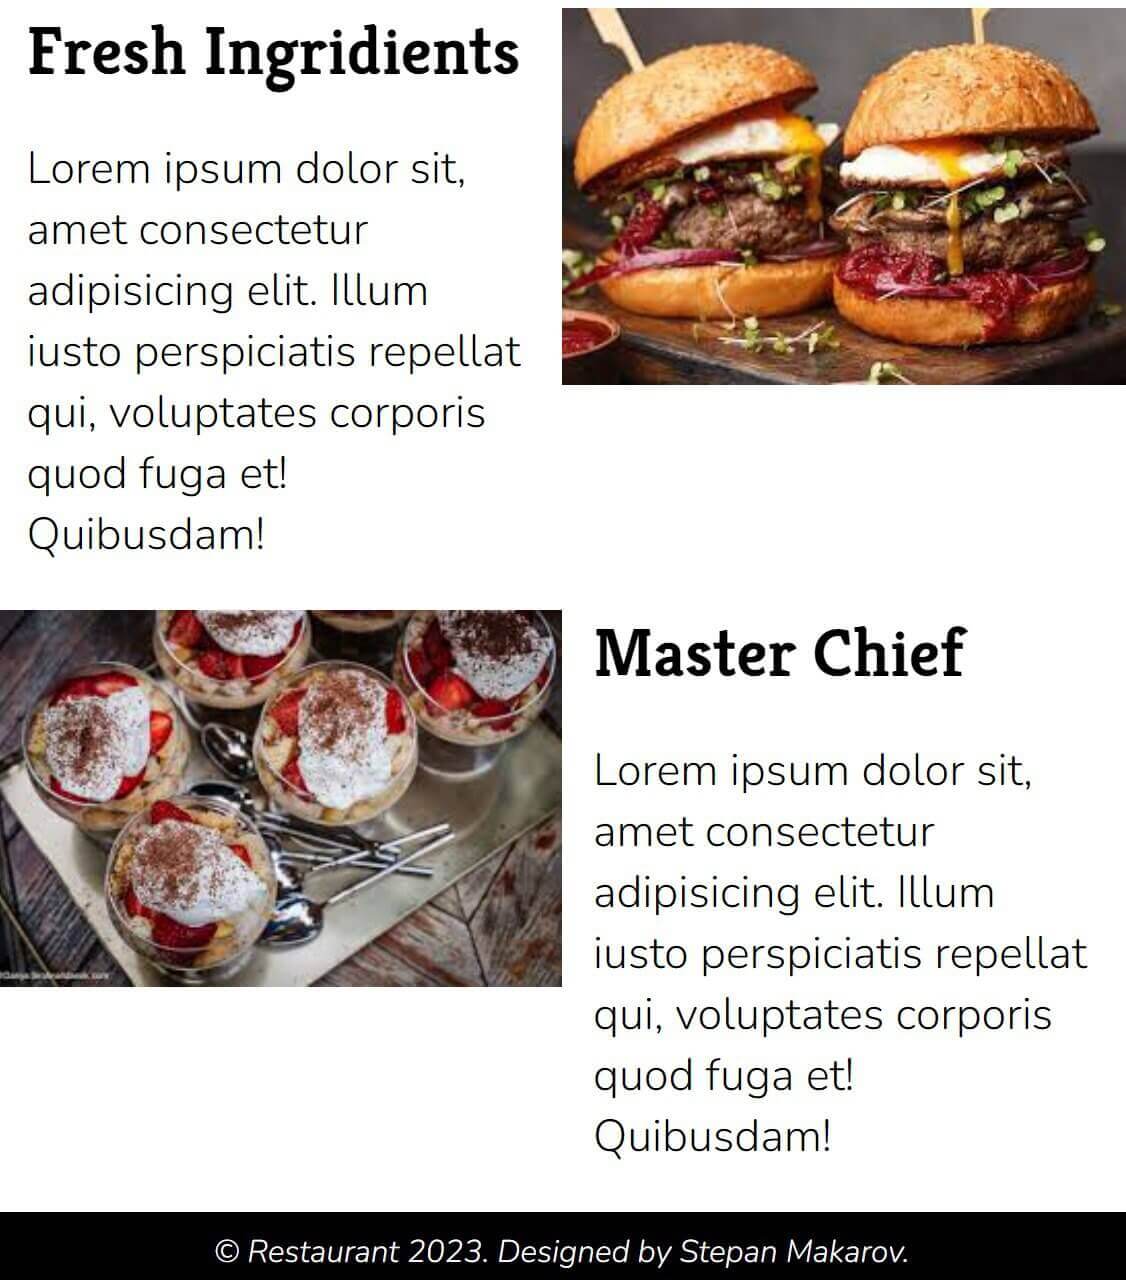 Fresh Ingridients
Lorem ipsum dolor sit,
amet consectetur
adipisicing elit. Illum
iusto perspiciatis repellat
qui, voluptates corporis
quod fuga et!
Quibusdam!
Master Chief
Lorem ipsum dolor sit,
amet consectetur
adipisicing elit. Illum
iusto perspiciatis repellat
qui, voluptates corporis
quod fuga et!
Quibusdam!
© Restaurant 2023. Designed by Stepan Makarov.